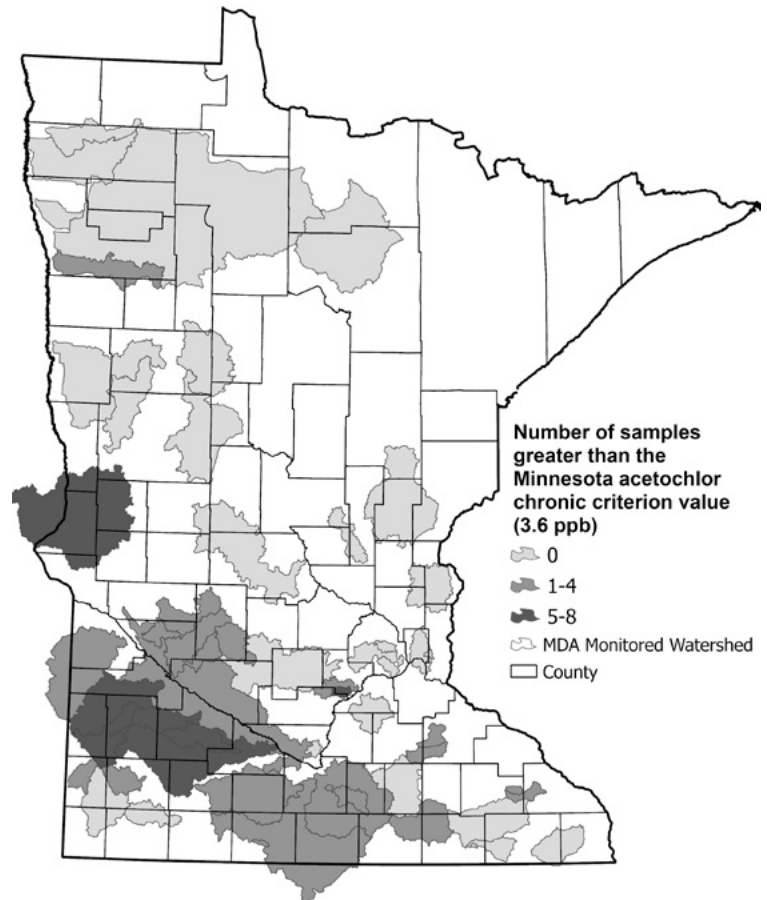 Number of samples
greater than the
Minnesota acetochlor
chronic criterion value
(3.6 ppb)
0
1-4
5-8
MDA Monitored Watershed
County